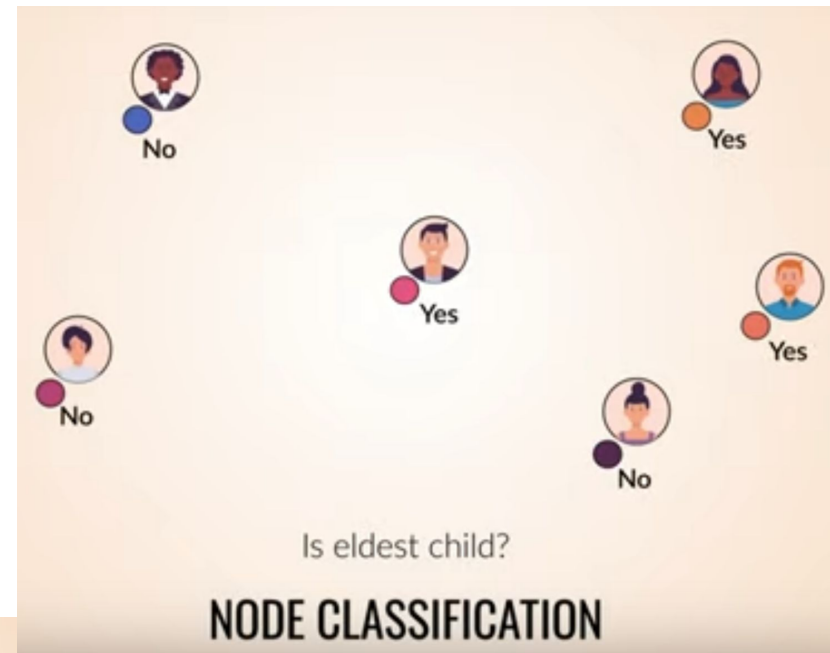 No
Yes
Yes
Yes
No
No
Is eldest child?
NODE CLASSIFICATION